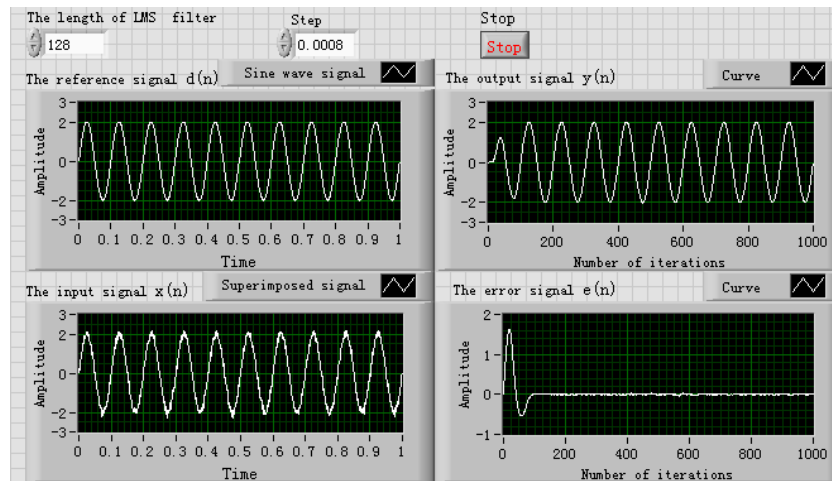 The length of LMS filter
128
Step
0.0008
Stop
Stop
The reference signal d(n)
Sine wave signal
Amplitude
3
2
0
-2
-3
0 0.1 0.2 0.3 0.4 0.5 0.6 0.7 0.8 0.9 1
Time
The output signal y(n)
Curve
Amplitude
3
2
0
-2
-3
0 200 400 600 800 1000
Number of iterations
The input signal x(n)
Superimposed signal
Amplitude
3
2
0
-2
-3
0 0.1 0.2 0.3 0.4 0.5 0.6 0.7 0.8 0.9 1
Time
The error signal e(n)
Curve
Amplitude
2
1
0
-1
0 200 400 600 800 1000
Number of iterations